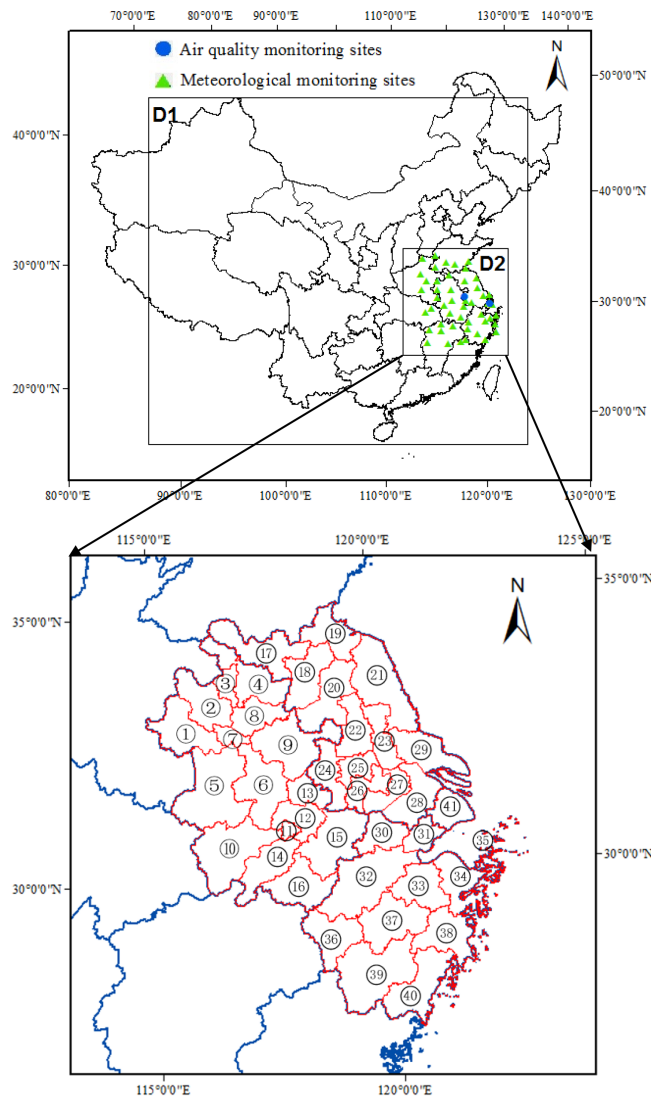 70°0'0"E 80°0'0"E 90°0'0"E 100°0'0"E 110°0'0"E 120°0'0"E 130°0'0"E 140°0'0"E
Air quality monitoring sites
Meteorological monitoring sites
N
50°0'0"N
D1
40°0'0"N
40°0'0"N
D2
30°0'0"N
30°0'0"N
20°0'0"N
20°0'0"N
80°0'0"E 90°0'0"E 100°0'0"E 110°0'0"E 120°0'0"E 130°0'0"E
115°0'0"E 120°0'0"E 125°0'0"E
35°0'0"N
N
35°0'0"N
19
17
18
21
3
4
20
2
8
1
7
22
23
9
29
24
25
5
6
26
27
13
28
41
12
11
30
31
15
35
10
14
32
34
33
16
30°0'0"N
30°0'0"N
37
36
38
39
40
115°0'0"E 120°0'0"E